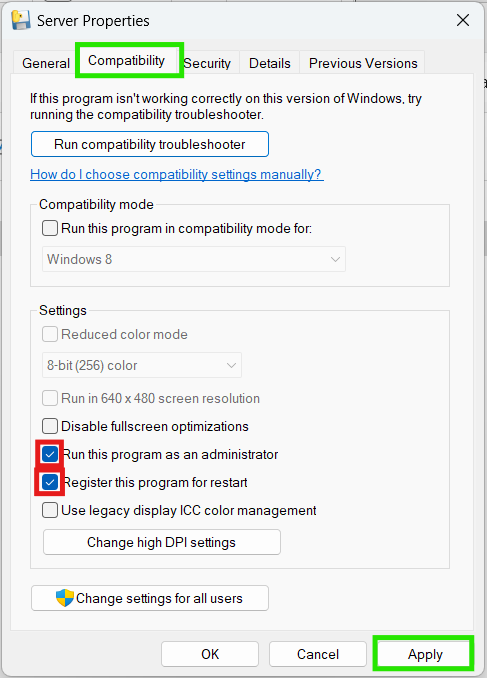 Server Properties
General Compatibility Security Details Previous Versions
If this program isn't working correctly on this version of Windows, try
running the compatibility troubleshooter.
Run compatibility troubleshooter
How do I choose compatibility settings manually?
Compatibility mode
Run this program in compatibility mode for:
Windows 8
Settings
Reduced color mode
8-bit (256) color
Run in 640 x 480 screen resolution
Disable fullscreen optimizations
Run this program as an administrator
Register this program for restart
Use legacy display ICC color management
Change high DPI settings
Change settings for all users
OK Cancel Apply